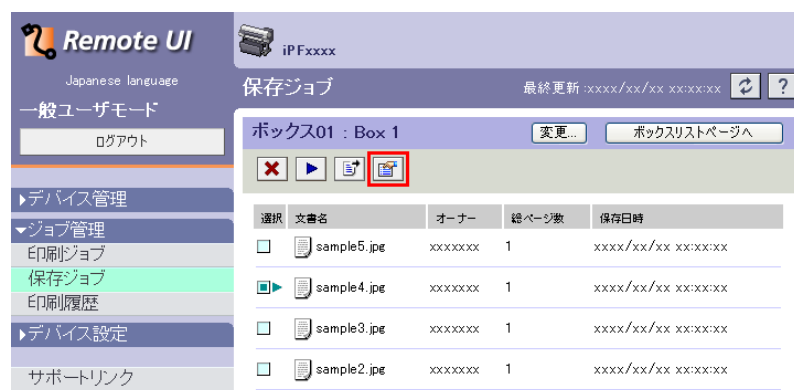 Remote UI
Japanese language
一般ユーザモード
ログアウト
▶デバイス管理
▼ジョブ管理
印刷ジョブ
保存ジョブ
印刷履歴
▶デバイス設定
サポートリンク
iPFxxxx
保存ジョブ 最終更新 :xxxx/xx/xx xx:xx:xx ?
ボックス01 : Box 1 変更... ボックスリストページへ
選択 文書名 オーナー 総ページ数 保存日時
sample5.jpg xxxxxxx 1 xxxx/xx/xx xx:xx:xx
sample4.jpg xxxxxxx 1 xxxx/xx/xx xx:xx:xx
sample3.jpg xxxxxxx 1 xxxx/xx/xx xx:xx:xx
sample2.jpg xxxxxxx 1 xxxx/xx/xx xx:xx:xx